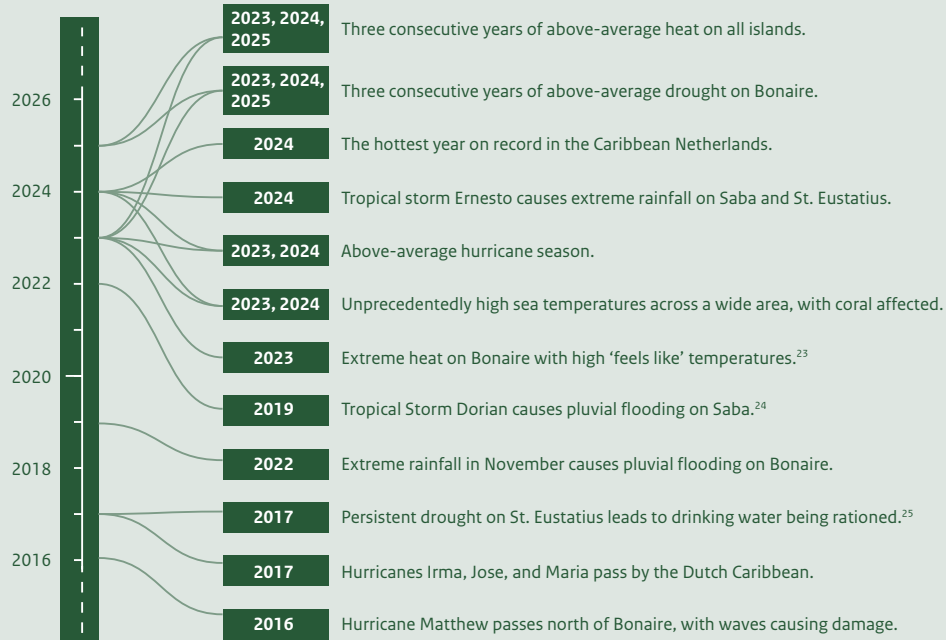 2026
2024
2022
2020
2018
2016
2023, 2024,
2025
Three consecutive years of above-average heat on all islands.
2023, 2024,
2025
Three consecutive years of above-average drought on Bonaire.
2024
The hottest year on record in the Caribbean Netherlands.
2024
Tropical storm Ernesto causes extreme rainfall on Saba and St. Eustatius.
2023, 2024
Above-average hurricane season.
2023, 2024
Unprecedentedly high sea temperatures across a wide area, with coral affected.
2023
Extreme heat on Bonaire with high ‘feels like’ temperatures.²³
2019
Tropical Storm Dorian causes pluvial flooding on Saba.²⁴
2022
Extreme rainfall in November causes pluvial flooding on Bonaire.
2017
Persistent drought on St. Eustatius leads to drinking water being rationed.²⁵
2017
Hurricanes Irma, Jose, and Maria pass by the Dutch Caribbean.
2016
Hurricane Matthew passes north of Bonaire, with waves causing damage.